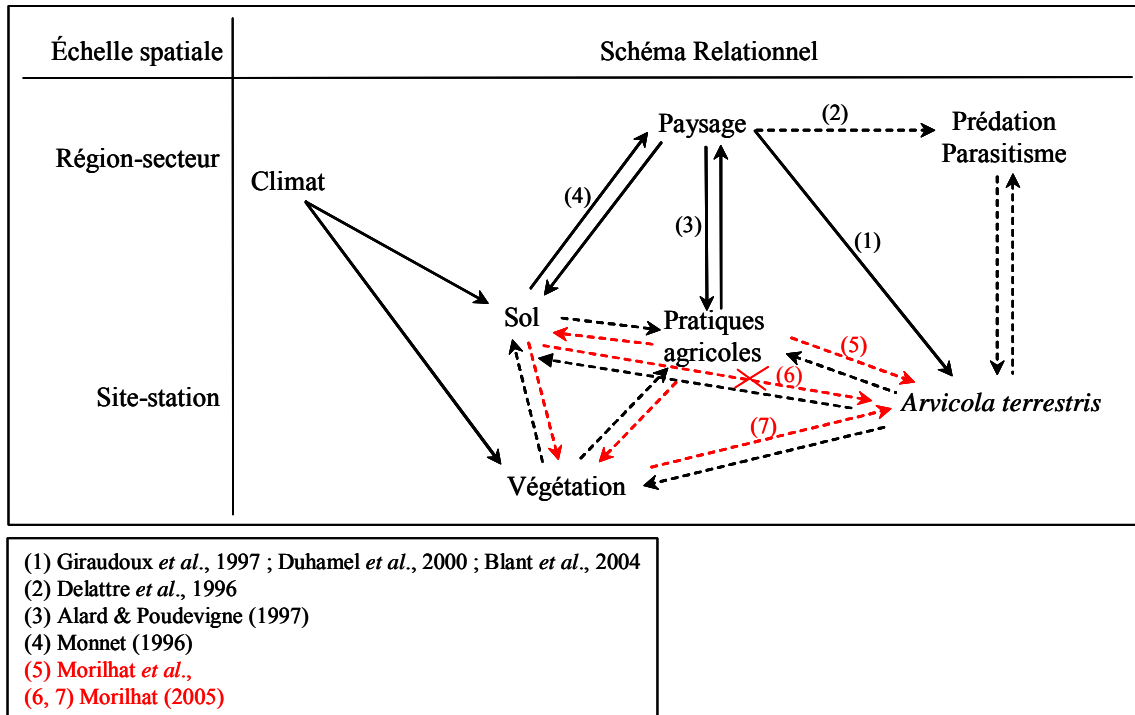 Échelle spatiale
Schéma Relationnel
Région-secteur
Site-station
Paysage
(2)
Prédation
Parasitisme
Climat
(4)
(3)
(1)
Sol
Pratiques
agricoles
(5)
(6)
Arvicola terrestris
(7)
Végétation
(1) Giraudoux et al., 1997 ; Duhamel et al., 2000 ; Blant et al., 2004
(2) Delattre et al., 1996
(3) Alard & Poudevigne (1997)
(4) Monnet (1996)
(5) Morilhat et al.,
(6, 7) Morilhat (2005)